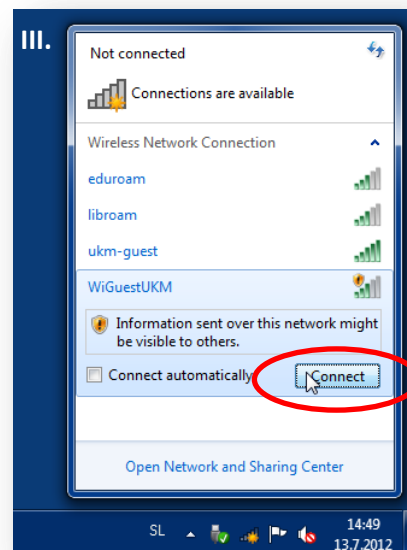 III.
Not connected
Connections are available
Wireless Network Connection
eduroam
libroam
ukm-guest
WiGuestUKM
Information sent over this network might
be visible to others.
Connect automatically
Connect
Open Network and Sharing Center
SL
14:49
13.7.2012